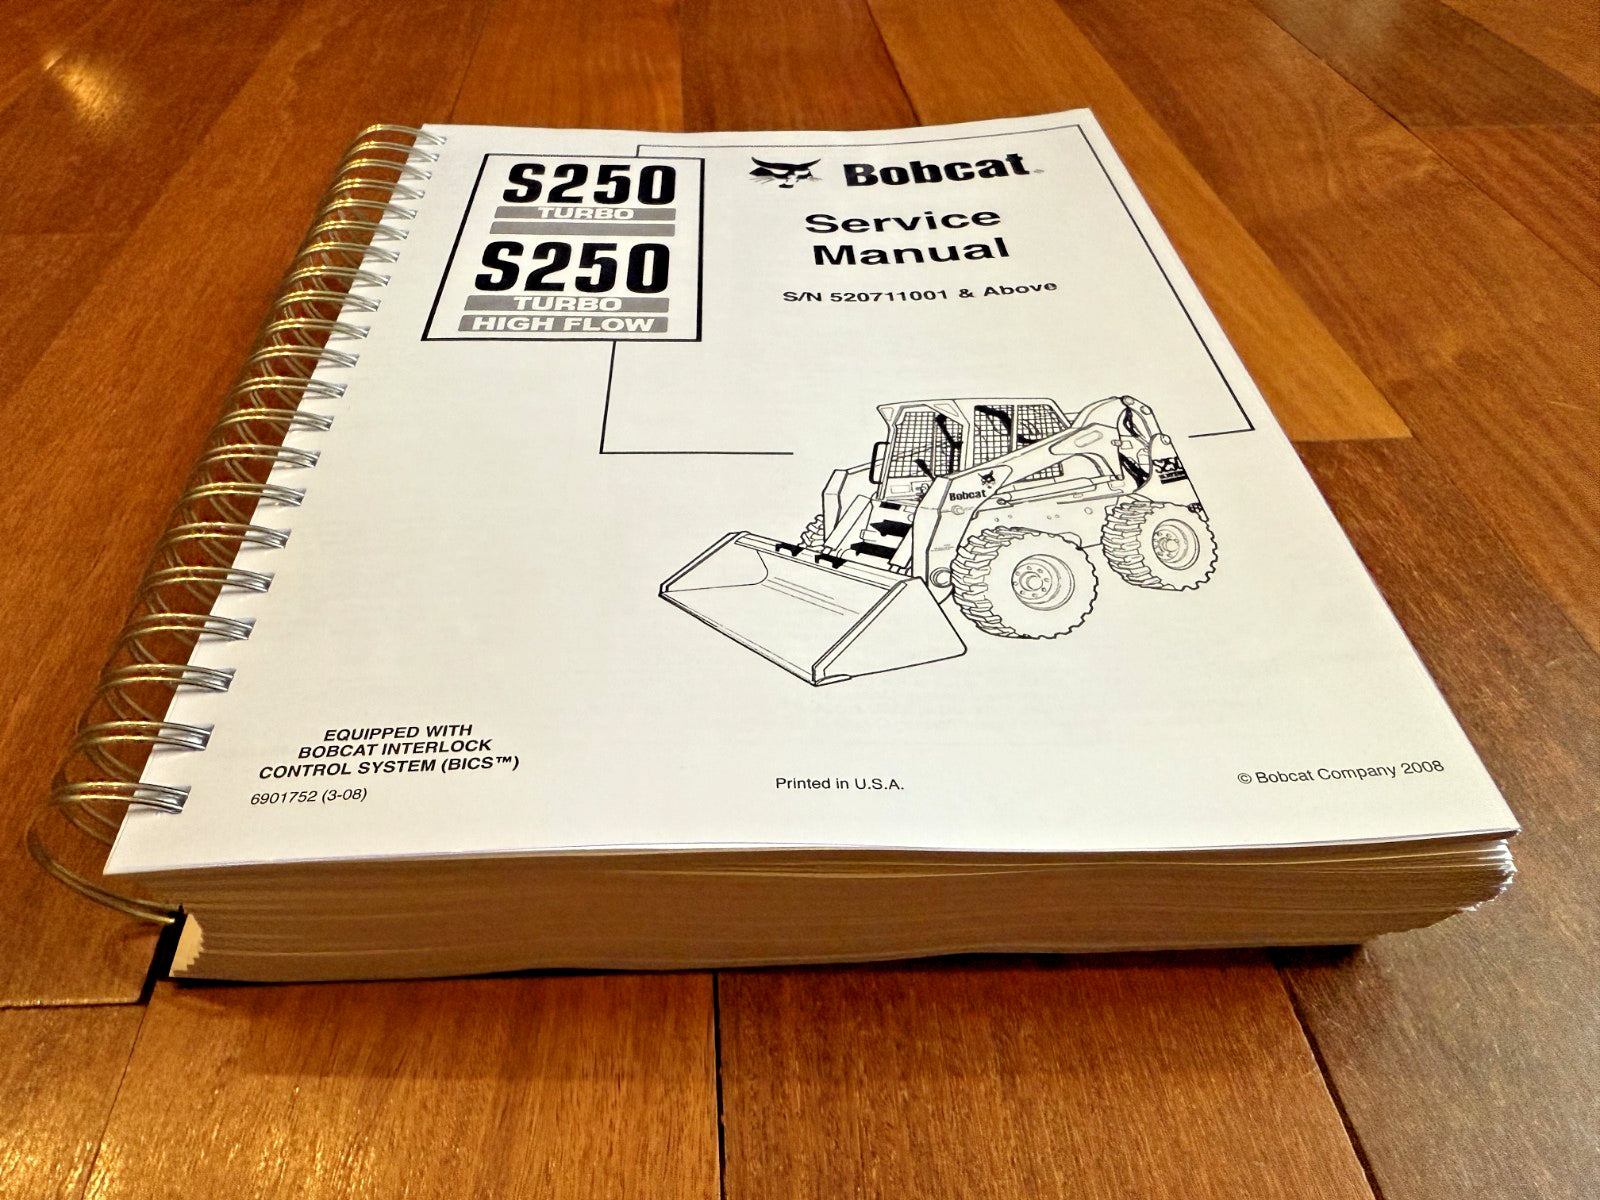 S250
TURBO
S250
TURBO
HIGH FLOW
Bobcat
Service
Manual
S/N 520711001 & Above
Bobcat
S250
EQUIPPED WITH
BOBCAT INTERLOCK
CONTROL SYSTEM (BICS™)
6901752 (3-08)
Printed in U.S.A.
© Bobcat Company 2008